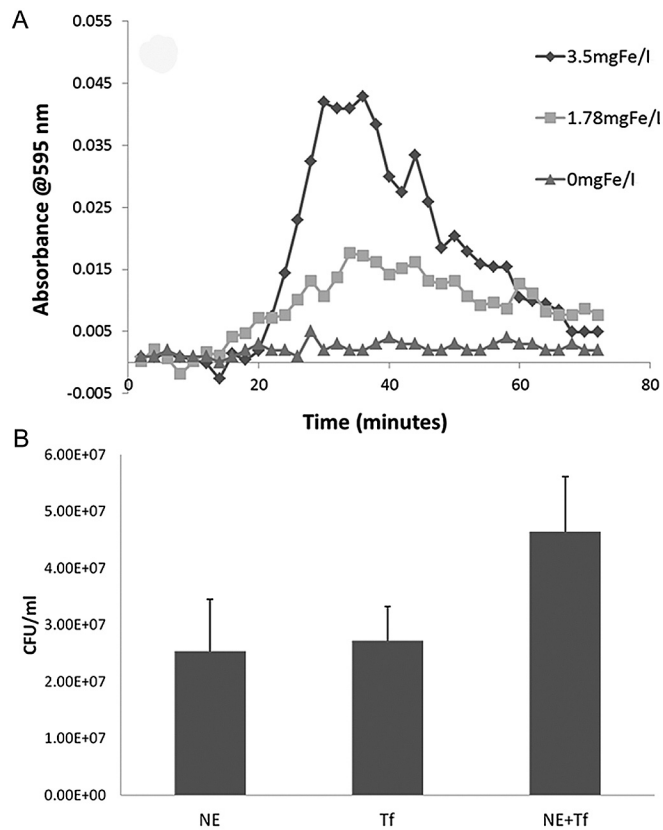 A
0.055
0.045
0.035
0.025
0.015
0.005
-0.005
Absorbance @595 nm
0
20
40
60
80
Time (minutes)
3.5mgFe/l
1.78mgFe/L
0mgFe/l
B
6.00E+07
5.00E+07
4.00E+07
3.00E+07
2.00E+07
1.00E+07
0.00E+00
CFU/ml
NE
Tf
NE+Tf